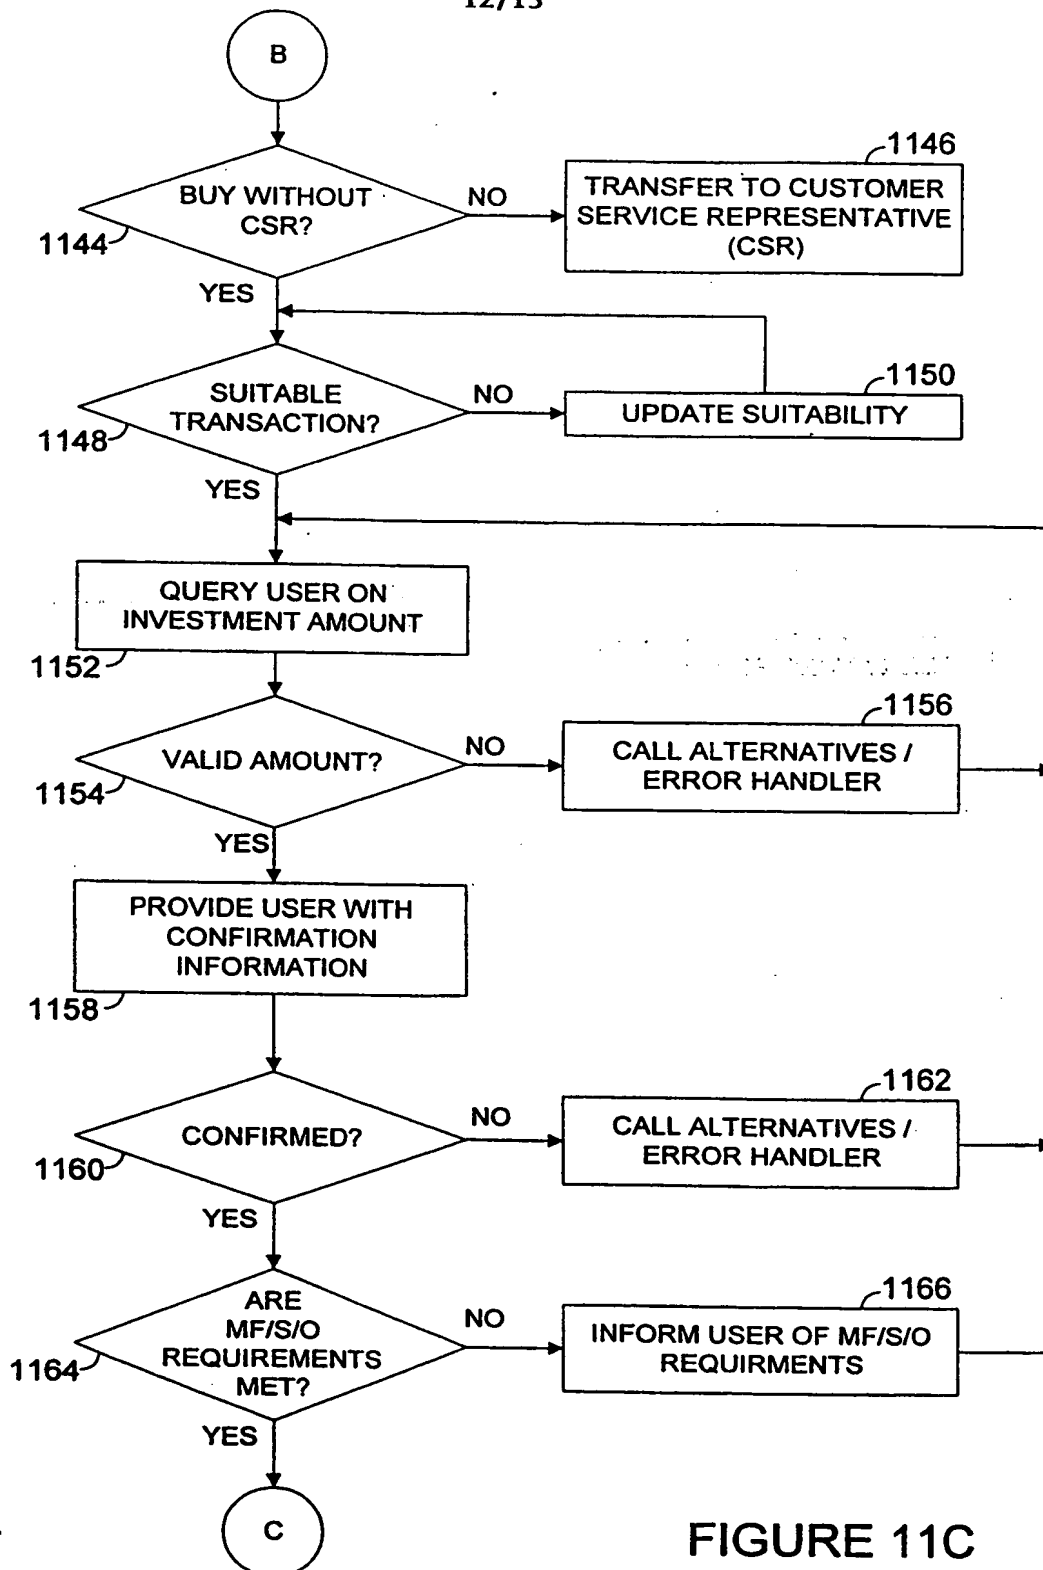 12/13
B
BUY WITHOUT
CSR?
NO
1144
YES
1146
TRANSFER TO CUSTOMER
SERVICE REPRESENTATIVE
(CSR)
SUITABLE
TRANSACTION?
NO
1148
YES
1150
UPDATE SUITABILITY
QUERY USER ON
INVESTMENT AMOUNT
1152
VALID AMOUNT?
NO
1154
YES
1156
CALL ALTERNATIVES /
ERROR HANDLER
PROVIDE USER WITH
CONFIRMATION
INFORMATION
1158
CONFIRMED?
NO
1160
YES
1162
CALL ALTERNATIVES /
ERROR HANDLER
ARE
MF/S/O
REQUIREMENTS
MET?
NO
1164
YES
1166
INFORM USER OF MF/S/O
REQUIRMENTS
C
FIGURE 11C